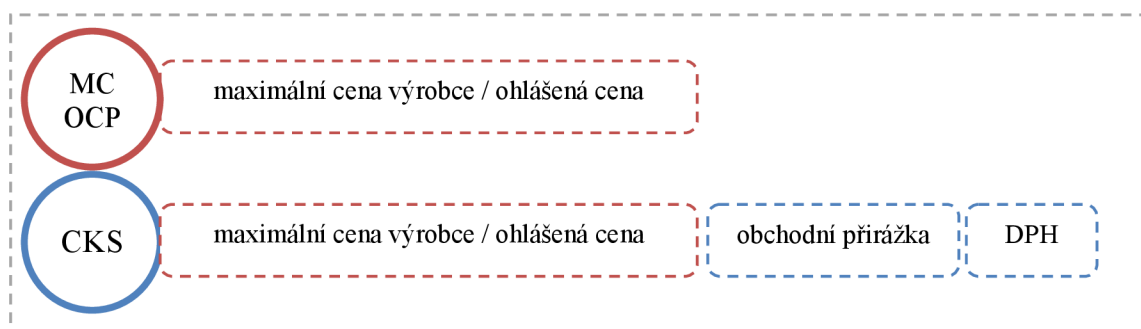 MC
OCP
maximální cena výrobce / ohlášená cena
CKS
maximální cena výrobce / ohlášená cena
obchodní přirážka
DPH